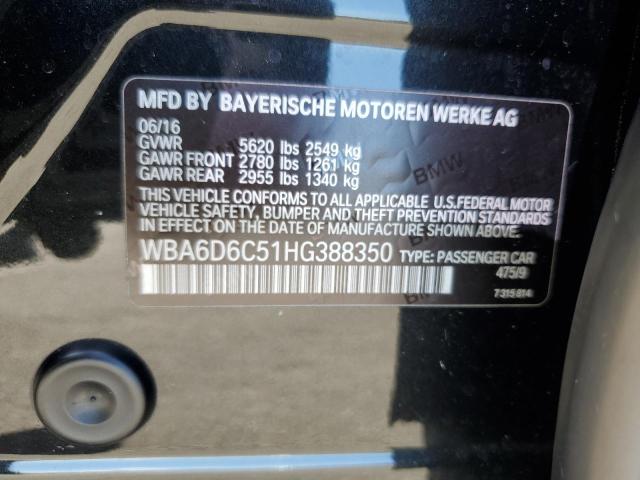 MFD BY BAYERISCHE MOTOREN WERKE AG
06/16
GVWR 5620 lbs 2549 kg
GAWR FRONT 2780 lbs 1261 kg
GAWR REAR 2955 lbs 1340 kg
THIS VEHICLE CONFORMS TO ALL APPLICABLE U.S.FEDERAL MOTOR
VEHICLE SAFETY, BUMPER AND THEFT PREVENTION STANDARDS
IN EFFECT ON THE DATE OF MANUFACTURE SHOWN ABOVE.
WBA6D6C51HG388350 TYPE: PASSENGER CAR
475/9
7315814